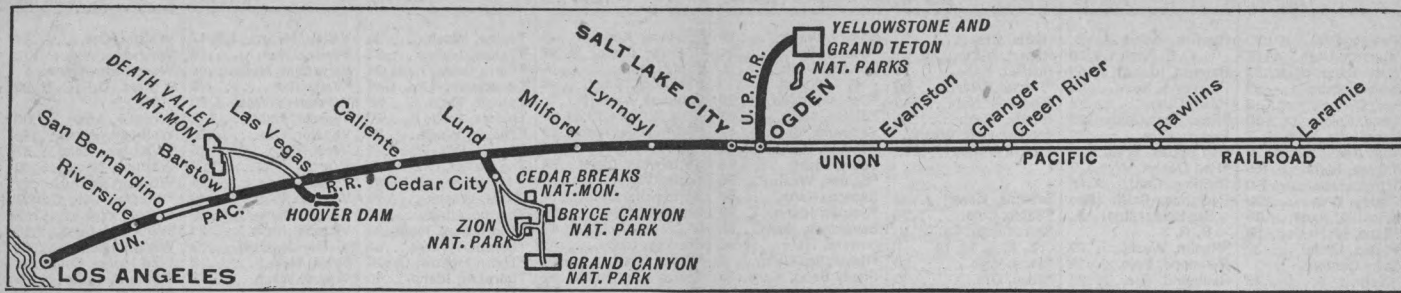 LOS ANGELES
Riverside
San Bernardino
Barstow
UN. PAC. R.R.
DEATH VALLEY
NAT. MON.
Las Vegas
HOOVER DAM
Caliente
Lund
Cedar City
CEDAR BREAKS
NAT. MON.
BRYCE CANYON
NAT. PARK
ZION
NAT. PARK
GRAND CANYON
NAT. PARK
Milford
Lynndyl
SALT LAKE CITY
OGDEN
U. P. R. R.
YELLOWSTONE AND
GRAND TETON
NAT. PARKS
Evanston
Granger
Green River
Rawlins
Laramie
UNION PACIFIC RAILROAD